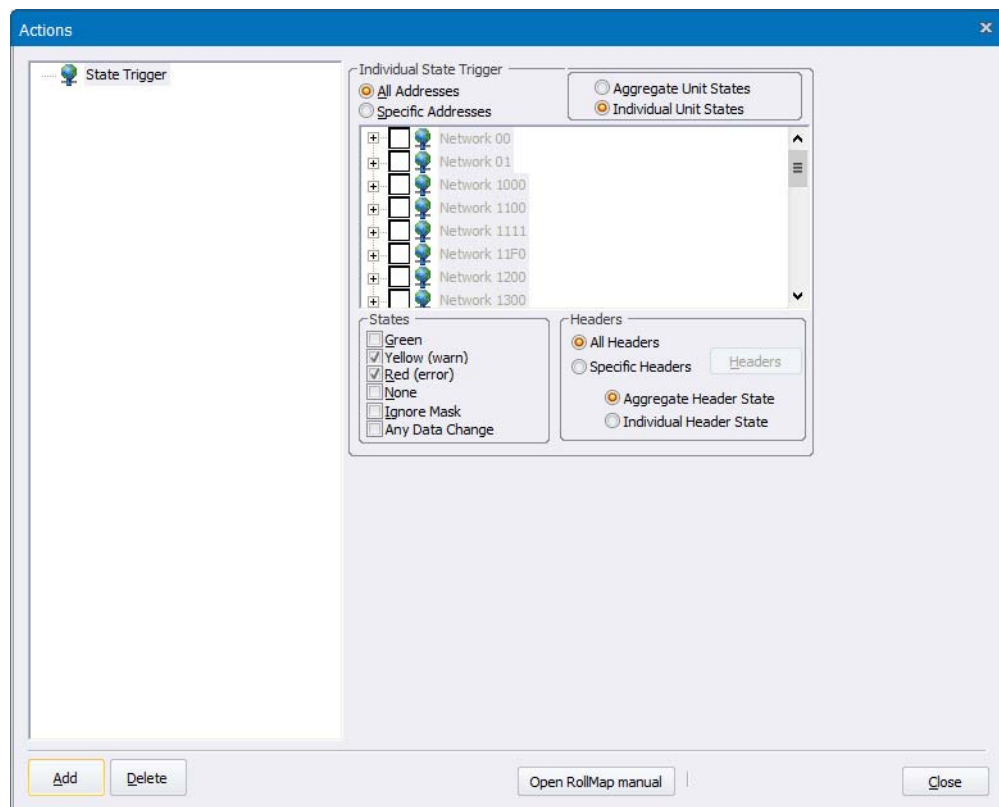 Actions
State Trigger
Individual State Trigger
All Addresses
Specific Addresses
Aggregate Unit States
Individual Unit States
Network 00
Network 01
Network 1000
Network 1100
Network 1111
Network 11F0
Network 1200
Network 1300
States
Green
Yellow (warn)
Red (error)
None
Ignore Mask
Any Data Change
Headers
All Headers
Specific Headers
Headers
Aggregate Header State
Individual Header State
Add
Delete
Open RollMap manual
Close